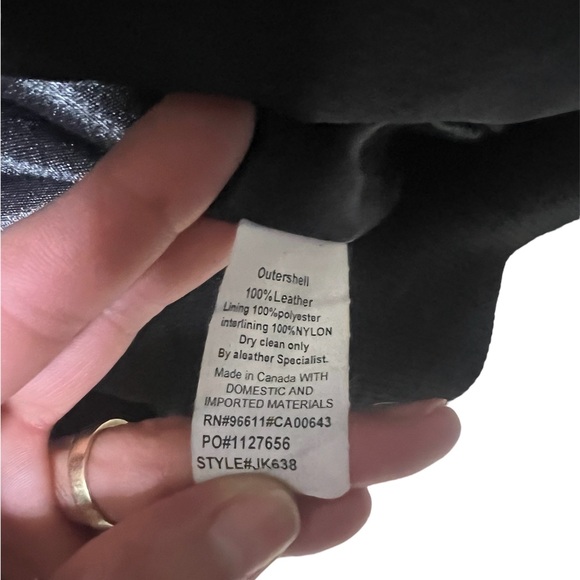 Outershell
100%Leather
Lining 100%polyester
interlining 100%NYLON
Dry clean only
By aleather Specialist.
Made in Canada WITH
DOMESTIC AND
IMPORTED MATERIALS
RN#96611#CA00643
PO#1127656
STYLE#JK638